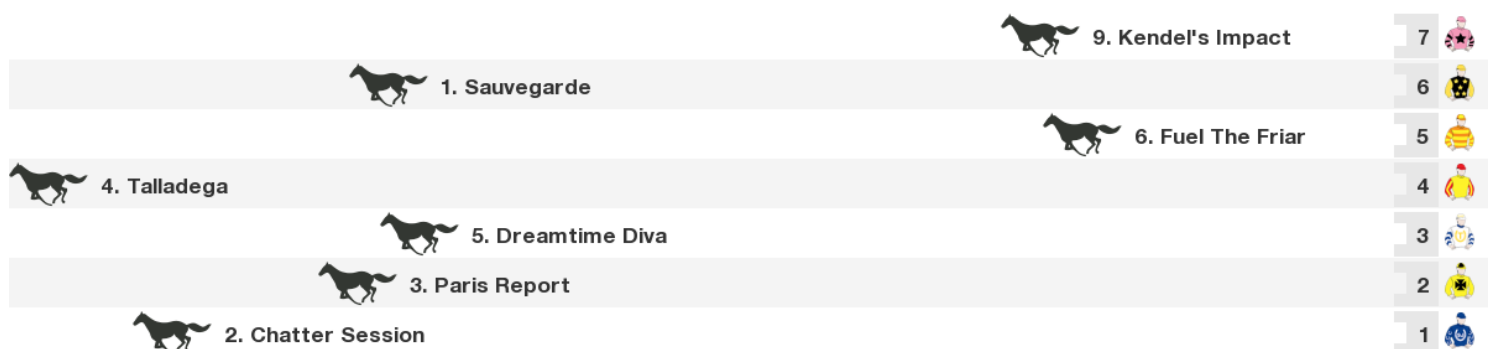 9. Kendel's Impact 7
1. Sauvegarde 6
6. Fuel The Friar 5
4. Talladega 4
5. Dreamtime Diva 3
3. Paris Report 2
2. Chatter Session 1